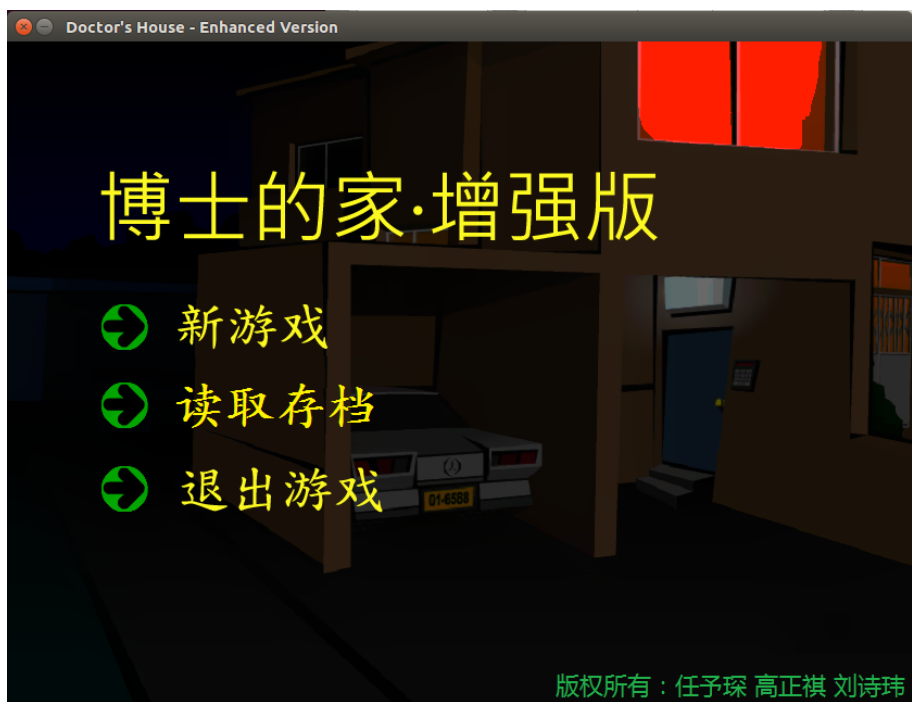 Doctor's House - Enhanced Version
博士的家·增强版
新游戏
读取存档
退出游戏
01-6588
版权所有：任予琛 高正祺 刘诗玮